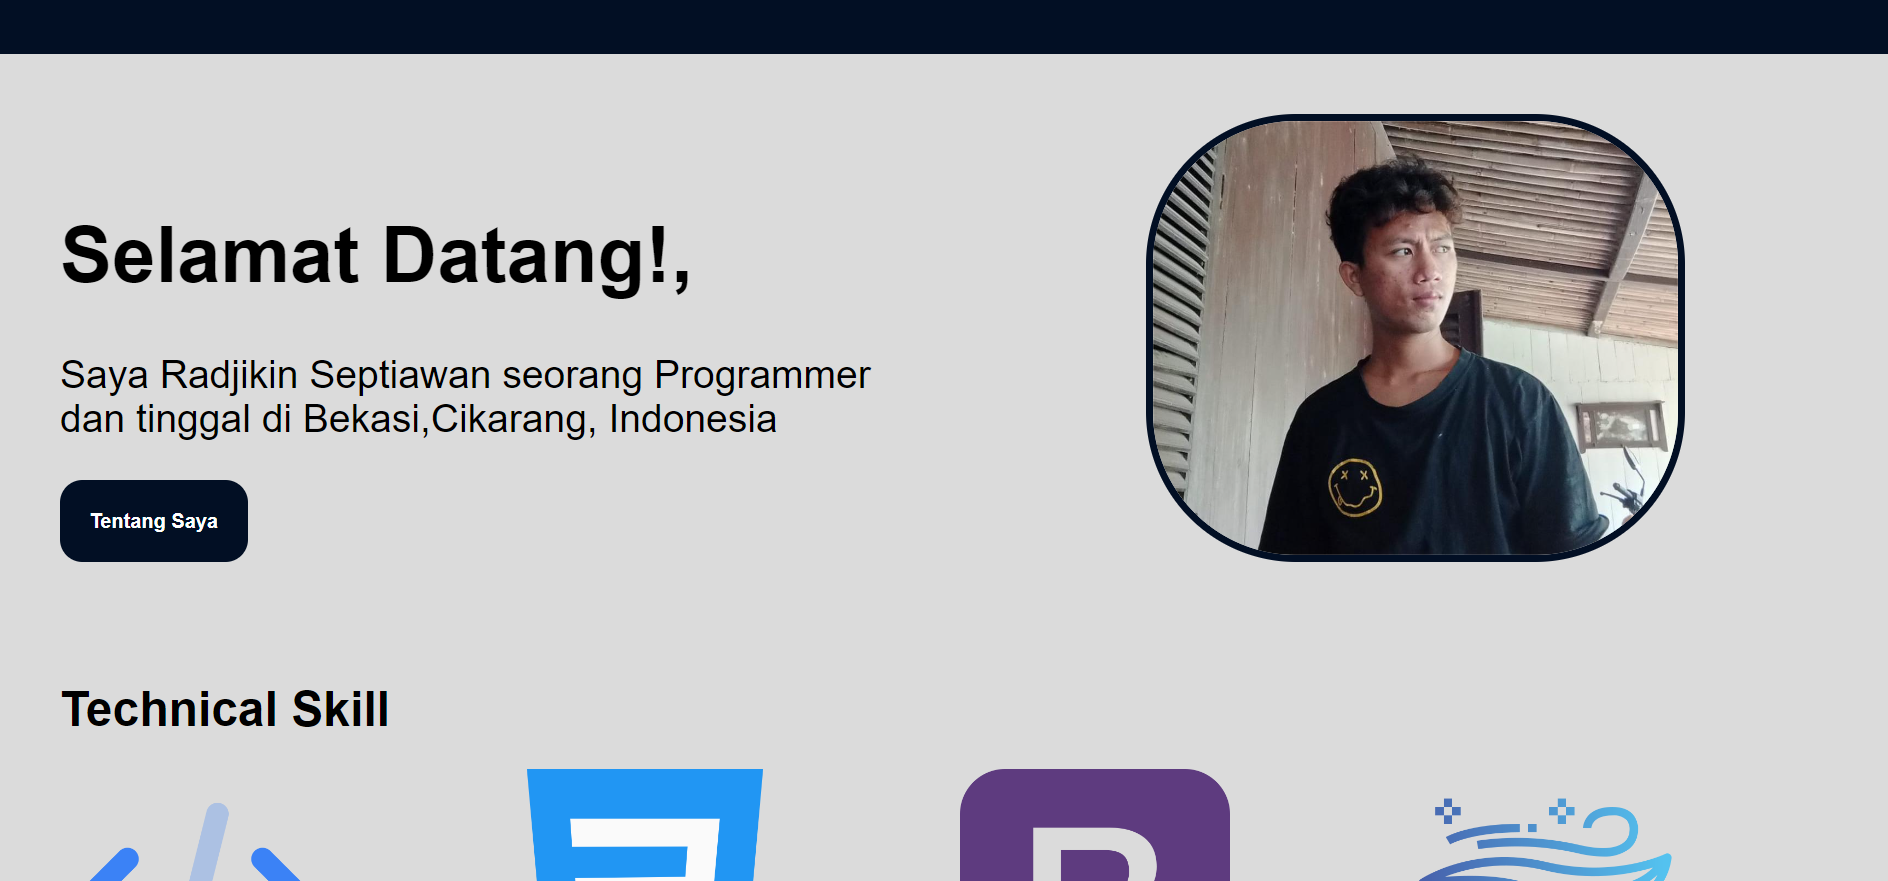 Selamat Datang!,
Saya Radjikin Septiawan seorang Programmer
dan tinggal di Bekasi,Cikarang, Indonesia
Tentang Saya
Technical Skill